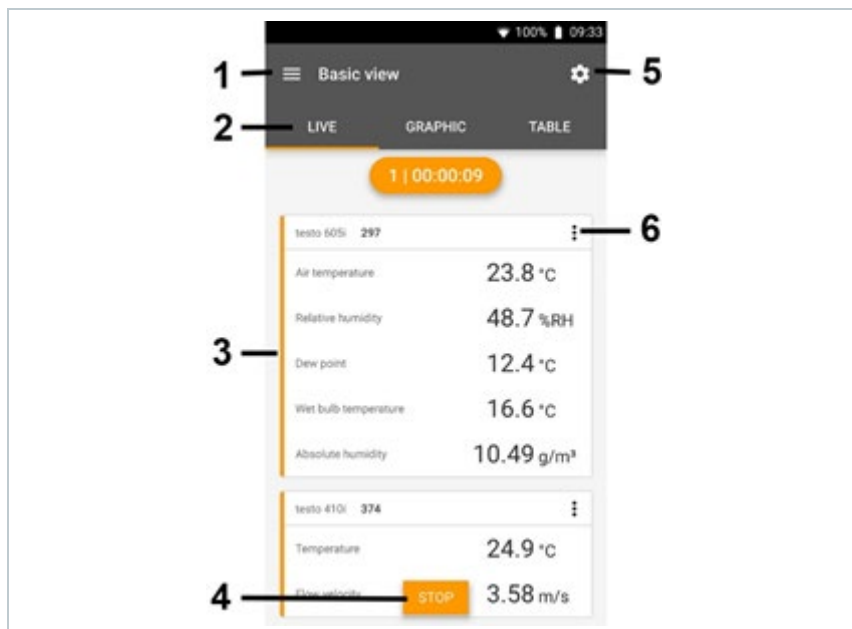 100% 09:33
1 Basic view 5
2 LIVE GRAPHIC TABLE
1 | 00:00:09
testo 605i 297 6
Air temperature 23.8 °C
Relative humidity 48.7 %RH
3
Dew point 12.4 °C
Wet bulb temperature 16.6 °C
Absolute humidity 10.49 g/m³
testo 410i 374
Temperature 24.9 °C
4 Flow velocity STOP 3.58 m/s